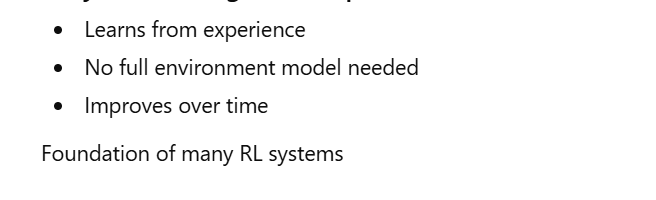 • Learns from experience
• No full environment model needed
• Improves over time
Foundation of many RL systems